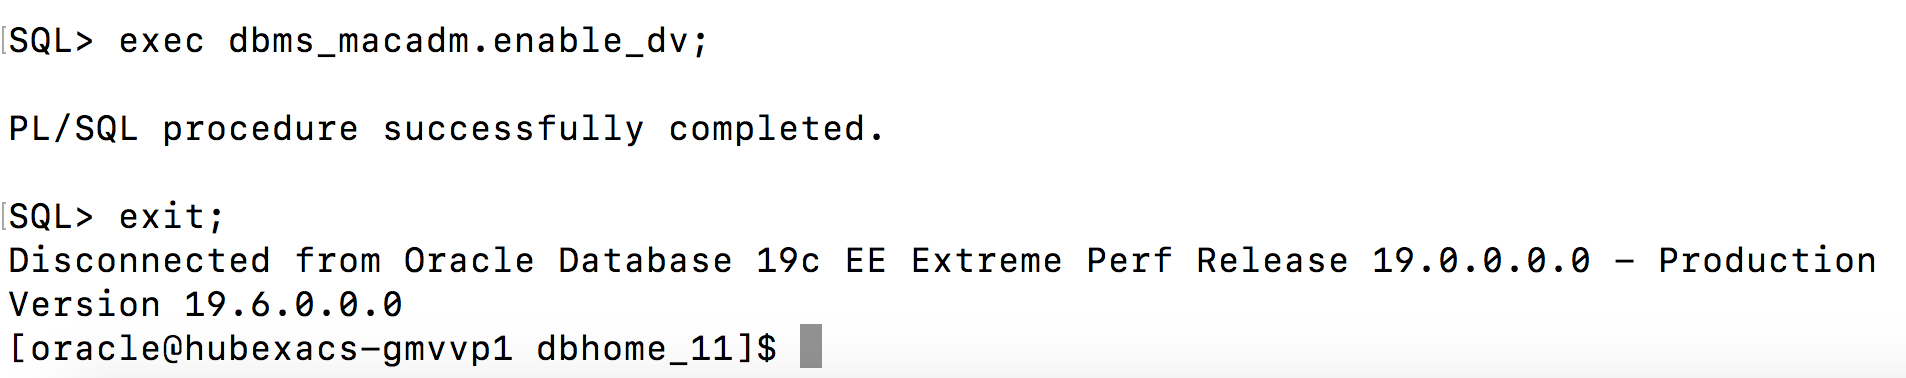 [SQL> exec dbms_macadm.enable_dv;
PL/SQL procedure successfully completed.
[SQL> exit;
Disconnected from Oracle Database 19c EE Extreme Perf Release 19.0.0.0.0 - Production
Version 19.6.0.0.0
[oracle@hubexacs-gmvvp1 dbhome_11]$